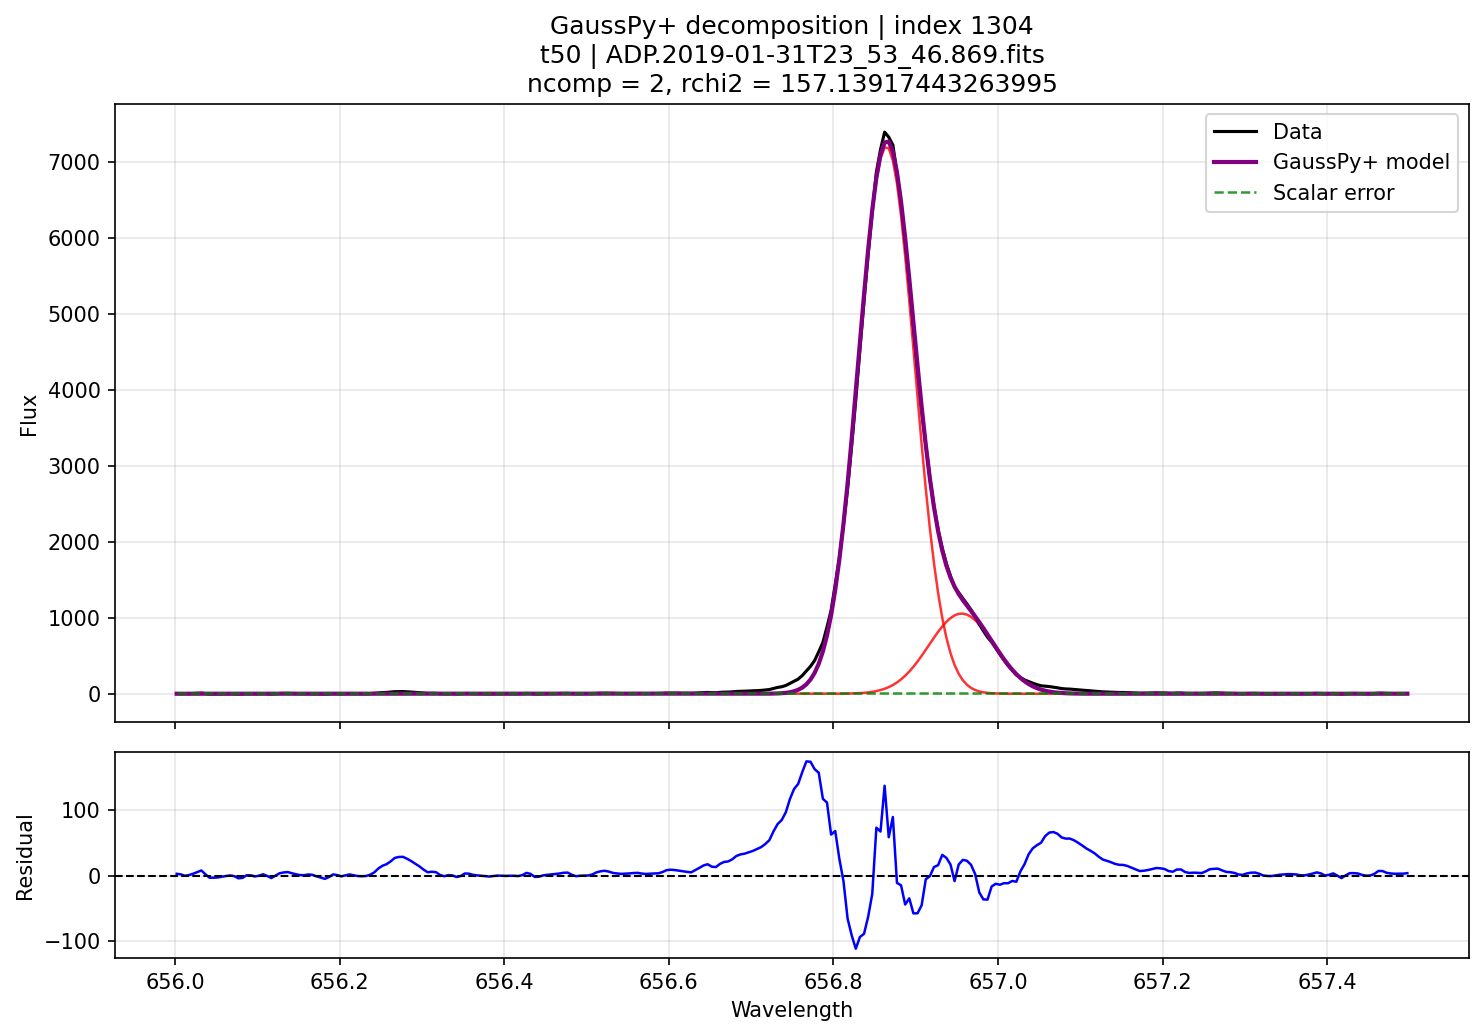 GaussPy+ decomposition | index 1304
t50 | ADP.2019-01-31T23_53_46.869.fits
ncomp = 2, rchi2 = 157.13917443263995
Data
GaussPy+ model
Scalar error
7000
6000
5000
4000
3000
2000
1000
0
Flux
100
0
−100
Residual
656.0
656.2
656.4
656.6
656.8
657.0
657.2
657.4
Wavelength